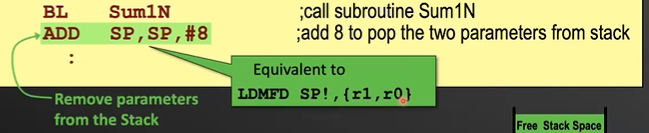 BL Sum1N ;call subroutine Sum1N
ADD SP,SP,#8 ;add 8 to pop the two parameters from stack
:
Equivalent to
LDMFD SP!,{r1,r0}
Remove parameters
from the Stack
Free Stack Space